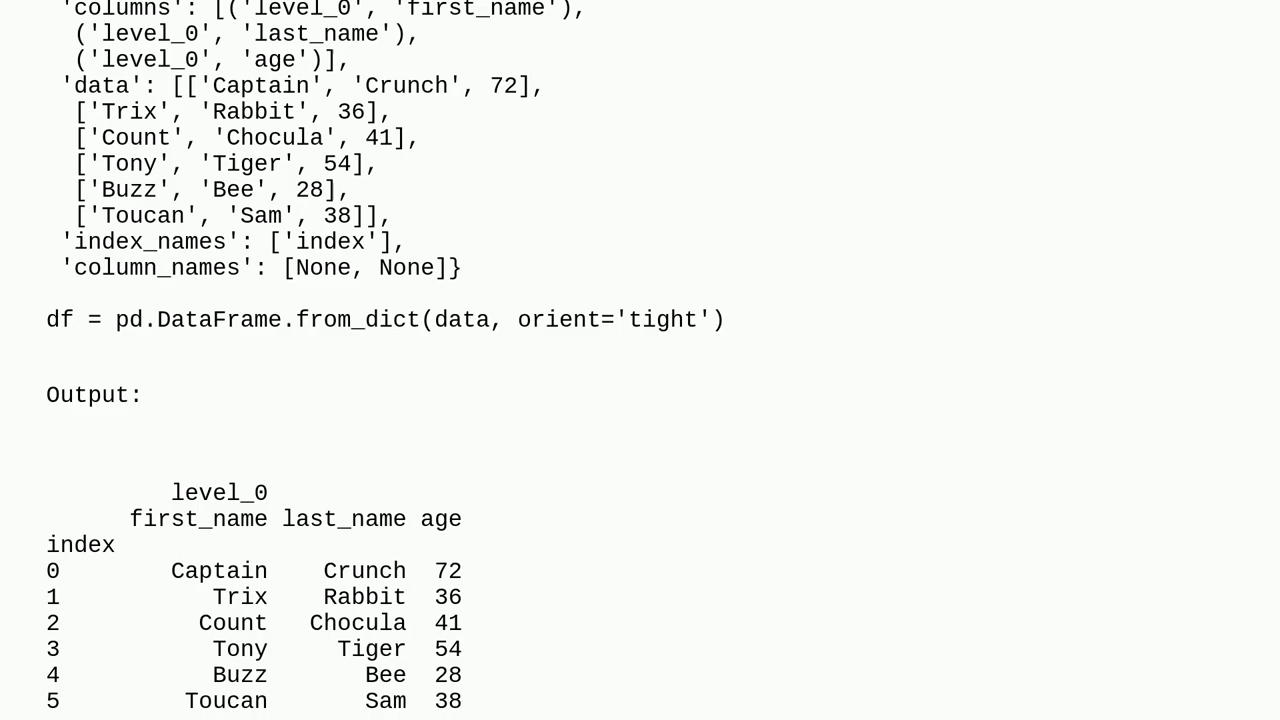 'columns': [('level_0', 'first_name'),
('level_0', 'last_name'),
('level_0', 'age')],
'data': [['Captain', 'Crunch', 72],
['Trix', 'Rabbit', 36],
['Count', 'Chocula', 41],
['Tony', 'Tiger', 54],
['Buzz', 'Bee', 28],
['Toucan', 'Sam', 38]],
'index_names': ['index'],
'column_names': [None, None]}
df = pd.DataFrame.from_dict(data, orient='tight')
Output:
level_0
first_name last_name age
index
0 Captain Crunch 72
1 Trix Rabbit 36
2 Count Chocula 41
3 Tony Tiger 54
4 Buzz Bee 28
5 Toucan Sam 38